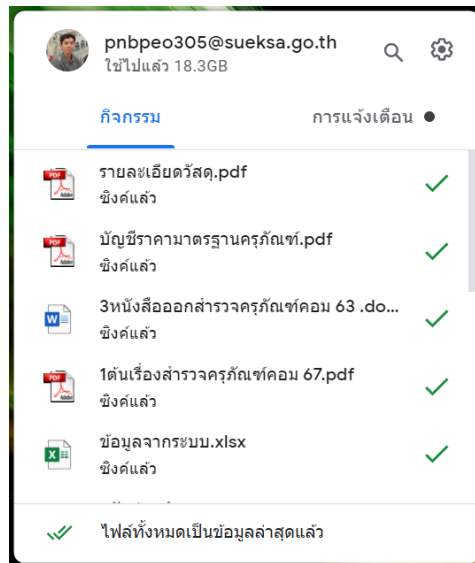 pnbpeo305@sueksa.go.th
ใช้ไปแล้ว 18.3GB
กิจกรรม
การแจ้งเตือน
รายละเอียดวัสดุ.pdf
ซิงค์แล้ว
บัญชีราคามาตรฐานครุภัณฑ์.pdf
ซิงค์แล้ว
3หนังสือออกสำรวจครุภัณฑ์คอม 63 .do...
ซิงค์แล้ว
1ต้นเรื่องสำรวจครุภัณฑ์คอม 67.pdf
ซิงค์แล้ว
ข้อมูลจากระบบ.xlsx
ซิงค์แล้ว
ไฟล์ทั้งหมดเป็นข้อมูลล่าสุดแล้ว